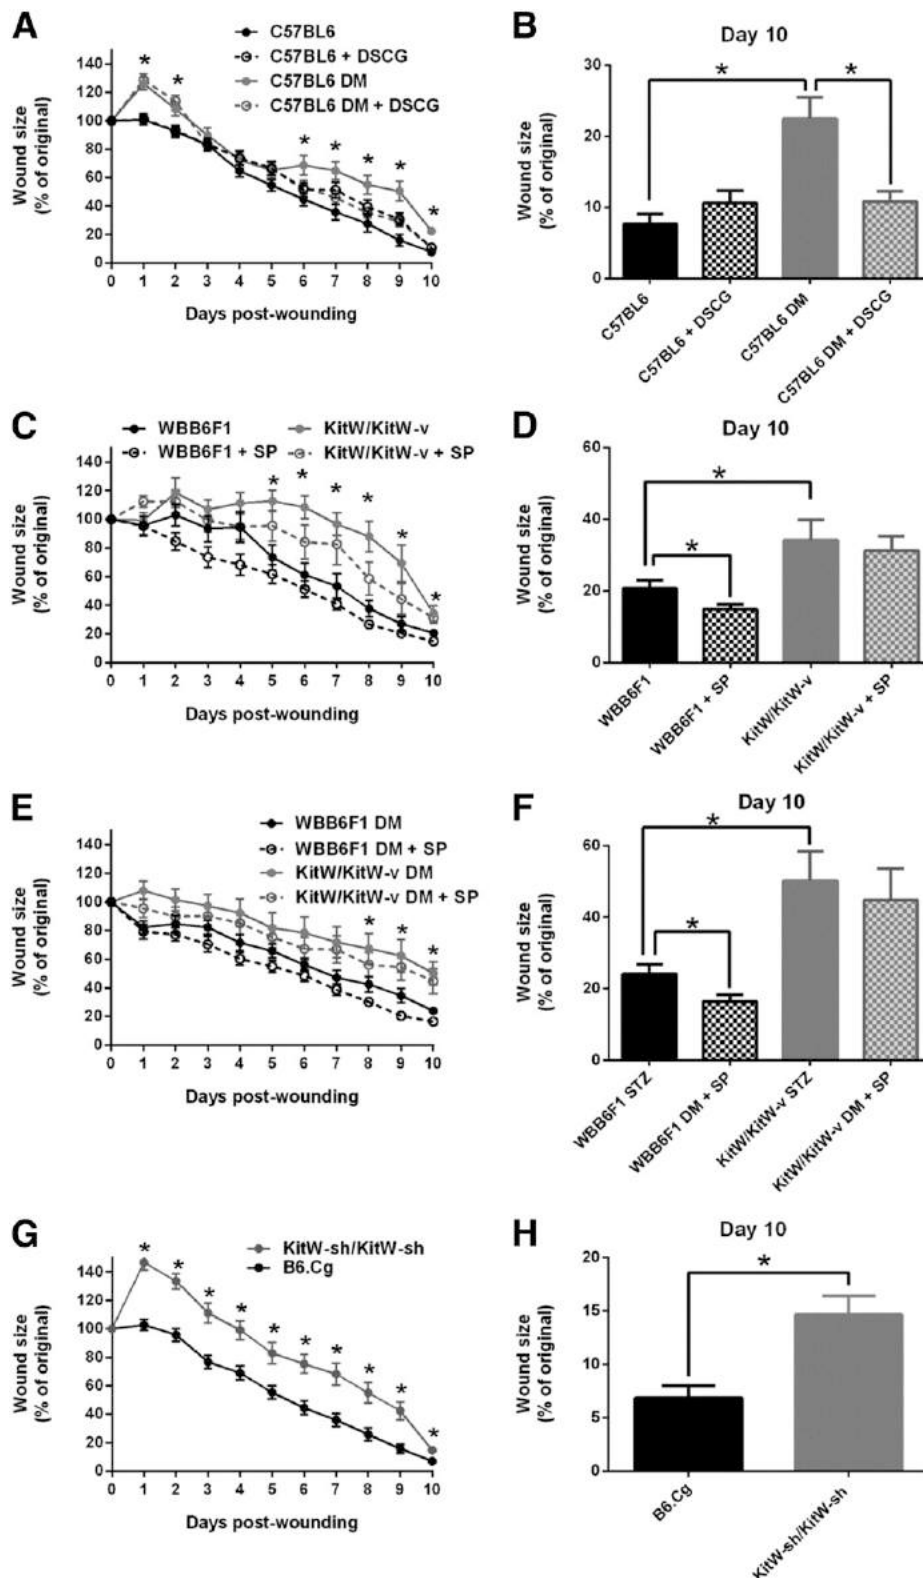 A
C57BL6
C57BL6 + DSCG
C57BL6 DM
C57BL6 DM + DSCG
Wound size
(% of original)
140
120
100
80
60
40
20
0
* * * * * * *
0 1 2 3 4 5 6 7 8 9 10
Days post-wounding
B
Day 10
Wound size
(% of original)
30
20
10
0
* *
C57BL6
C57BL6 + DSCG
C57BL6 DM
C57BL6 DM + DSCG
C
WBB6F1
WBB6F1 + SP
KitW/KitW-v
KitW/KitW-v + SP
Wound size
(% of original)
140
120
100
80
60
40
20
0
* * * * * *
0 1 2 3 4 5 6 7 8 9 10
Days post-wounding
D
Day 10
Wound size
(% of original)
60
40
20
0
*
*
WBB6F1
WBB6F1 + SP
KitW/KitW-v
KitW/KitW-v + SP
E
WBB6F1 DM
WBB6F1 DM + SP
KitW/KitW-v DM
KitW/KitW-v DM + SP
Wound size
(% of original)
140
120
100
80
60
40
20
0
* * *
0 1 2 3 4 5 6 7 8 9 10
Days post-wounding
F
Day 10
Wound size
(% of original)
60
40
20
0
*
*
WBB6F1 STZ
WBB6F1 DM + SP
KitW/KitW-v STZ
KitW/KitW-v DM + SP
G
KitW-sh/KitW-sh
B6.Cg
Wound size
(% of original)
140
120
100
80
60
40
20
0
* * * * * * * * * *
0 1 2 3 4 5 6 7 8 9 10
Days post-wounding
H
Day 10
Wound size
(% of original)
20
15
10
5
0
*
B6.Cg
KitW-sh/KitW-sh